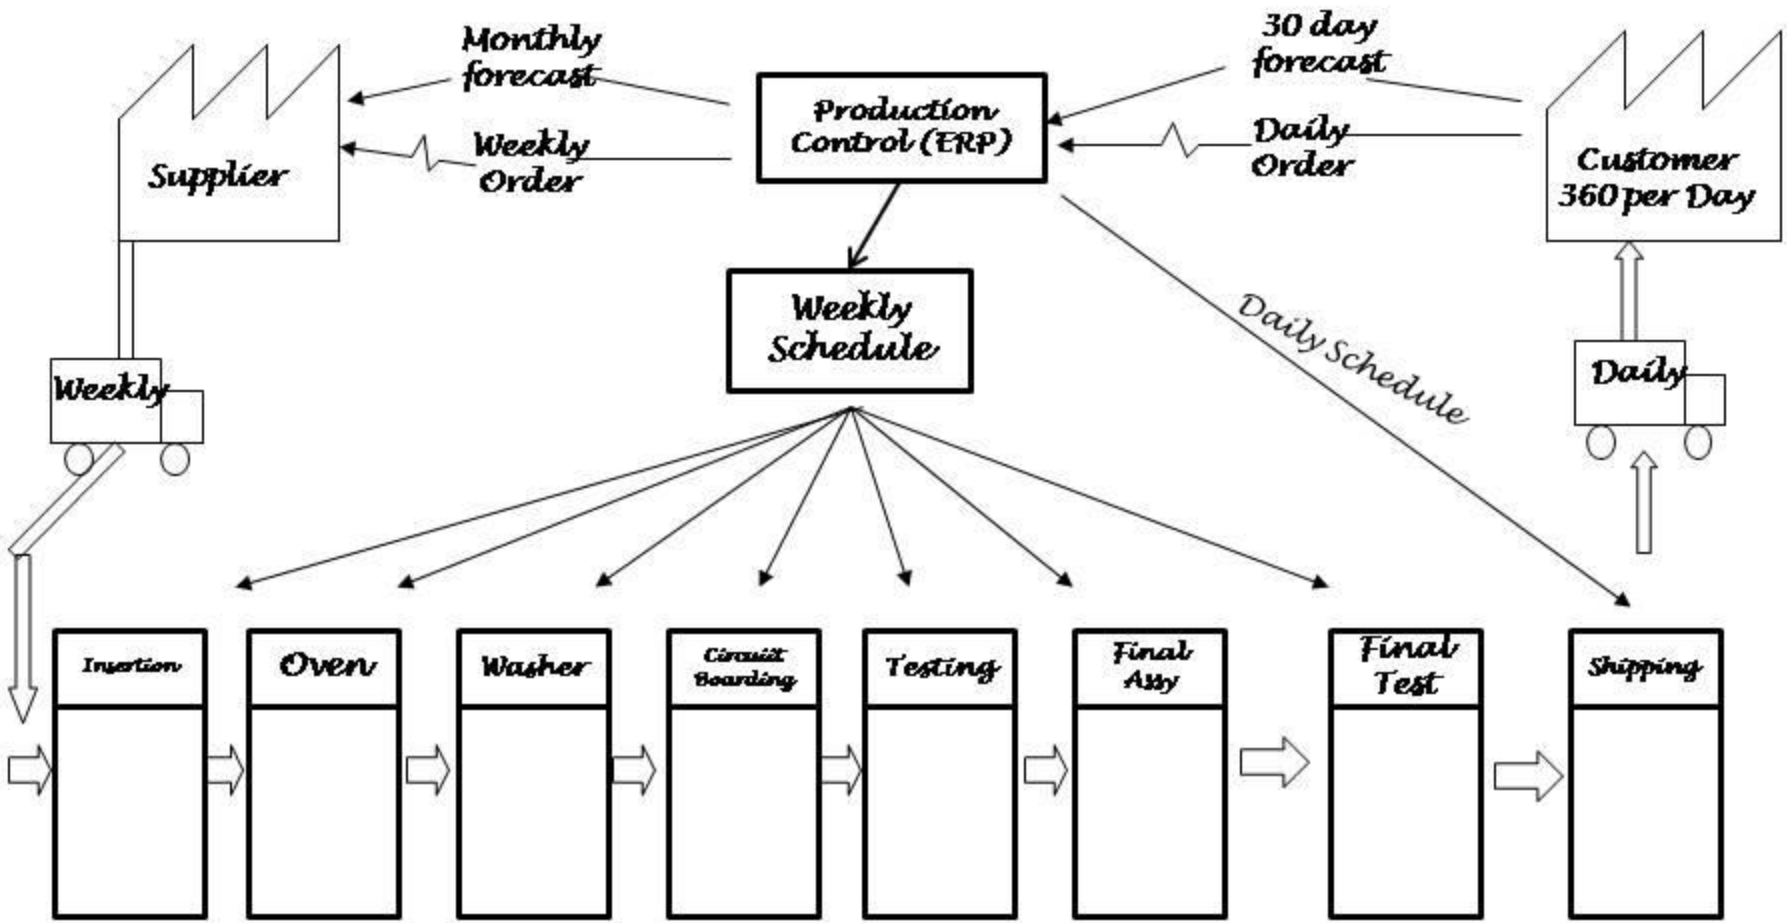 Monthly
forecast
30 day
forecast
Production
Control (ERP)
Weekly
Order
Daily
Order
Supplier
Customer
360 per Day
Weekly
Schedule
Daily Schedule
Weekly
Daily
Insertion
Oven
Washer
Circuiit
Boarding
Testing
Final
Assy
Final
Test
Shipping